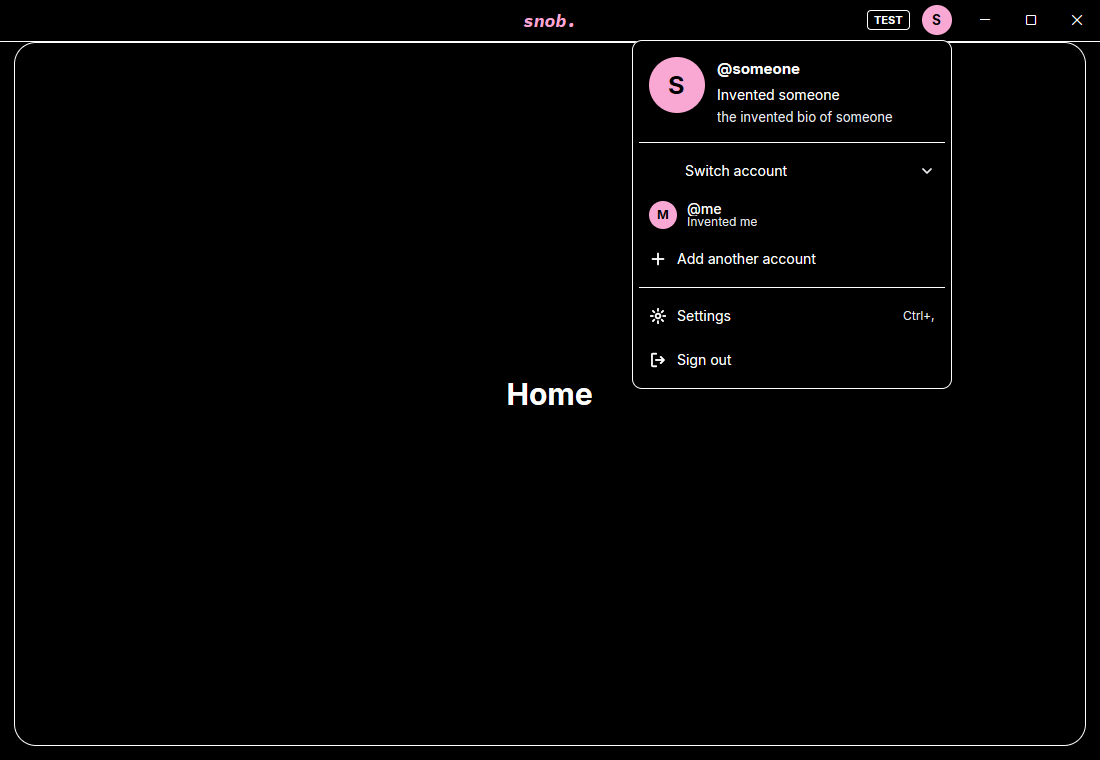 snob.
TEST
S
S
@someone
Invented someone
the invented bio of someone
Switch account
M
@me
Invented me
Add another account
Settings
Ctrl+,
Sign out
Home